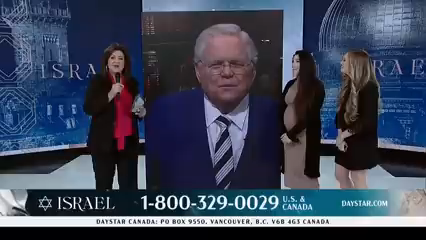 ISRAEL
ISRAEL
ISRAEL
1-800-329-0029
U.S. &
CANADA
DAYSTAR.COM
DAYSTAR CANADA: PO BOX 9550, VANCOUVER, B.C. V6B 4G3 CANADA